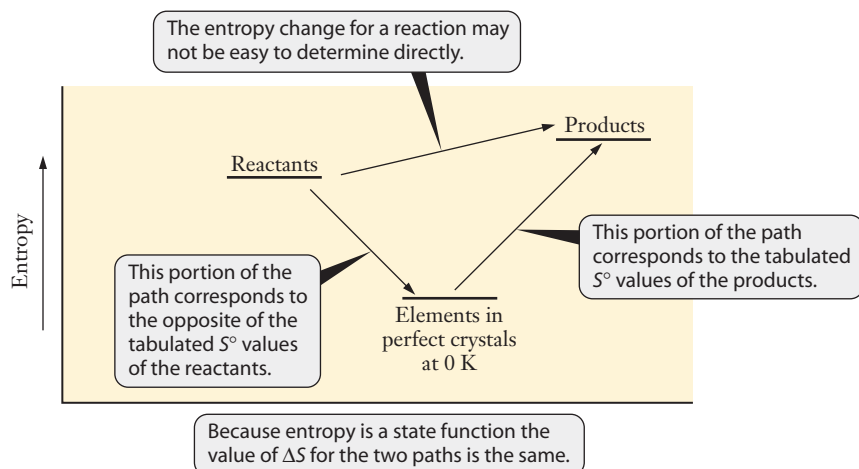 The entropy change for a reaction may
not be easy to determine directly.
Products
Reactants
Entropy
This portion of the path
corresponds to the tabulated
S° values of the products.
This portion of the
path corresponds to
the opposite of the
tabulated S° values
of the reactants.
Elements in
perfect crystals
at 0 K
Because entropy is a state function the
value of ΔS for the two paths is the same.